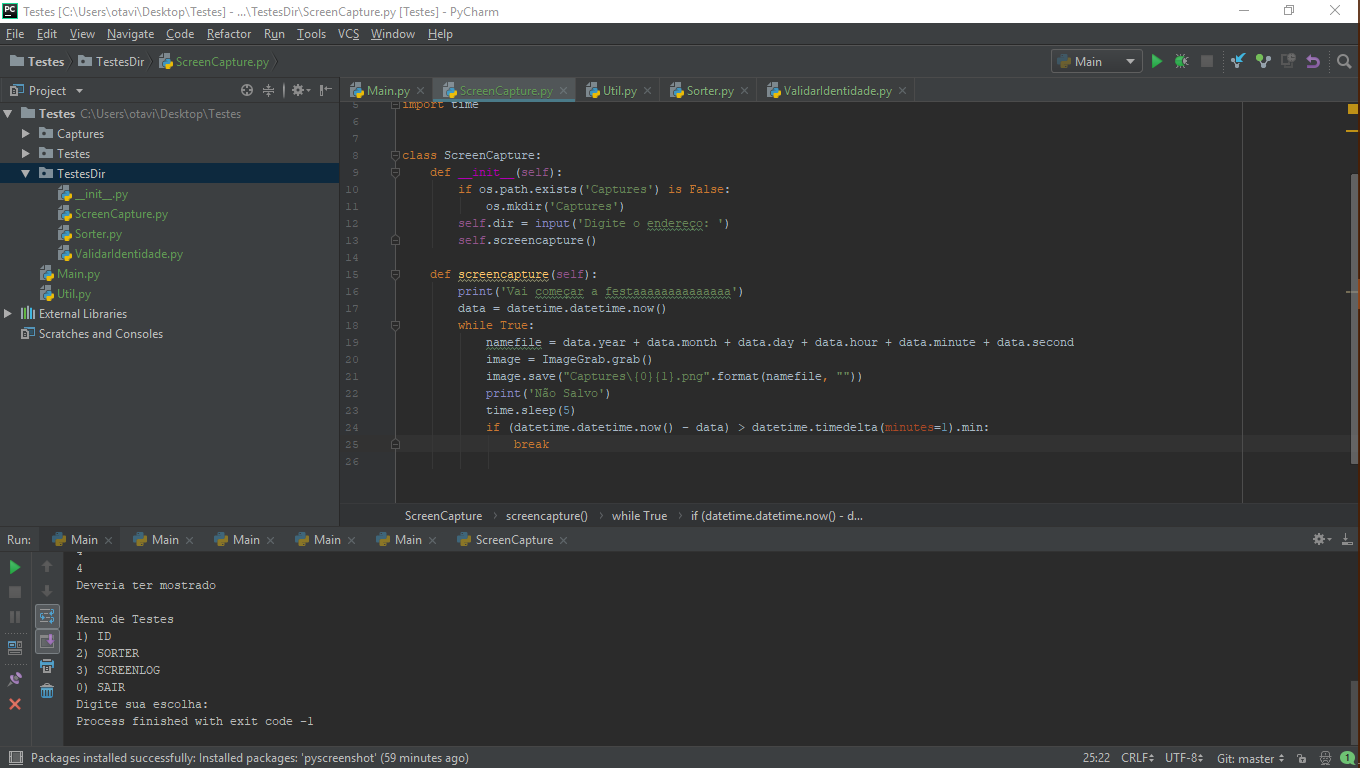 Testes [C:\Users\otavi\Desktop\Testes] - ...\TestesDir\ScreenCapture.py [Testes] - PyCharm
File Edit View Navigate Code Refactor Run Tools VCS Window Help
Testes TestesDir ScreenCapture.py
Main
Project
Main.py ScreenCapture.py Util.py Sorter.py ValidarIdentidade.py
Testes C:\Users\otavi\Desktop\Testes
Captures
Testes
TestesDir
__init__.py
ScreenCapture.py
Sorter.py
ValidarIdentidade.py
Main.py
Util.py
External Libraries
Scratches and Consoles
5 import time
6
7
8 class ScreenCapture:
9 def __init__(self):
10 if os.path.exists('Captures') is False:
11 os.mkdir('Captures')
12 self.dir = input('Digite o endereço: ')
13 self.screencapture()
14
15 def screencapture(self):
16 print('Vai começar a festaaaaaaaaaaaaaa')
17 data = datetime.datetime.now()
18 while True:
19 namefile = data.year + data.month + data.day + data.hour + data.minute + data.second
20 image = ImageGrab.grab()
21 image.save("Captures\{0}{1}.png".format(namefile, ""))
22 print('Não Salvo')
23 time.sleep(5)
24 if (datetime.datetime.now() - data) > datetime.timedelta(minutes=1).min:
25 break
26
ScreenCapture screencapture() while True if (datetime.datetime.now() - d...
Run: Main Main Main Main Main ScreenCapture
4
4
Deveria ter mostrado
Menu de Testes
1) ID
2) SORTER
3) SCREENLOG
0) SAIR
Digite sua escolha:
Process finished with exit code -1
Packages installed successfully: Installed packages: 'pyscreenshot' (59 minutes ago)
25:22 CRLF UTF-8 Git: master 1